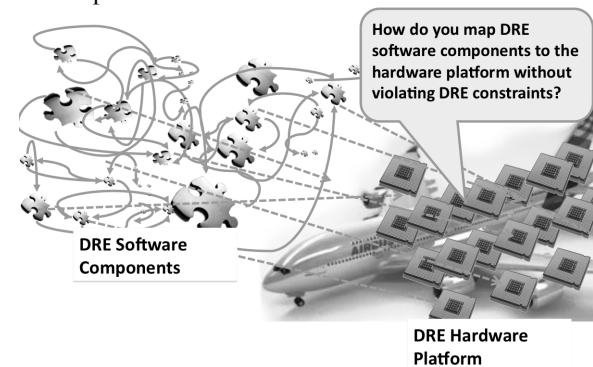 How do you map DRE
software components to the
hardware platform without
violating DRE constraints?
DRE Software
Components
DRE Hardware
Platform